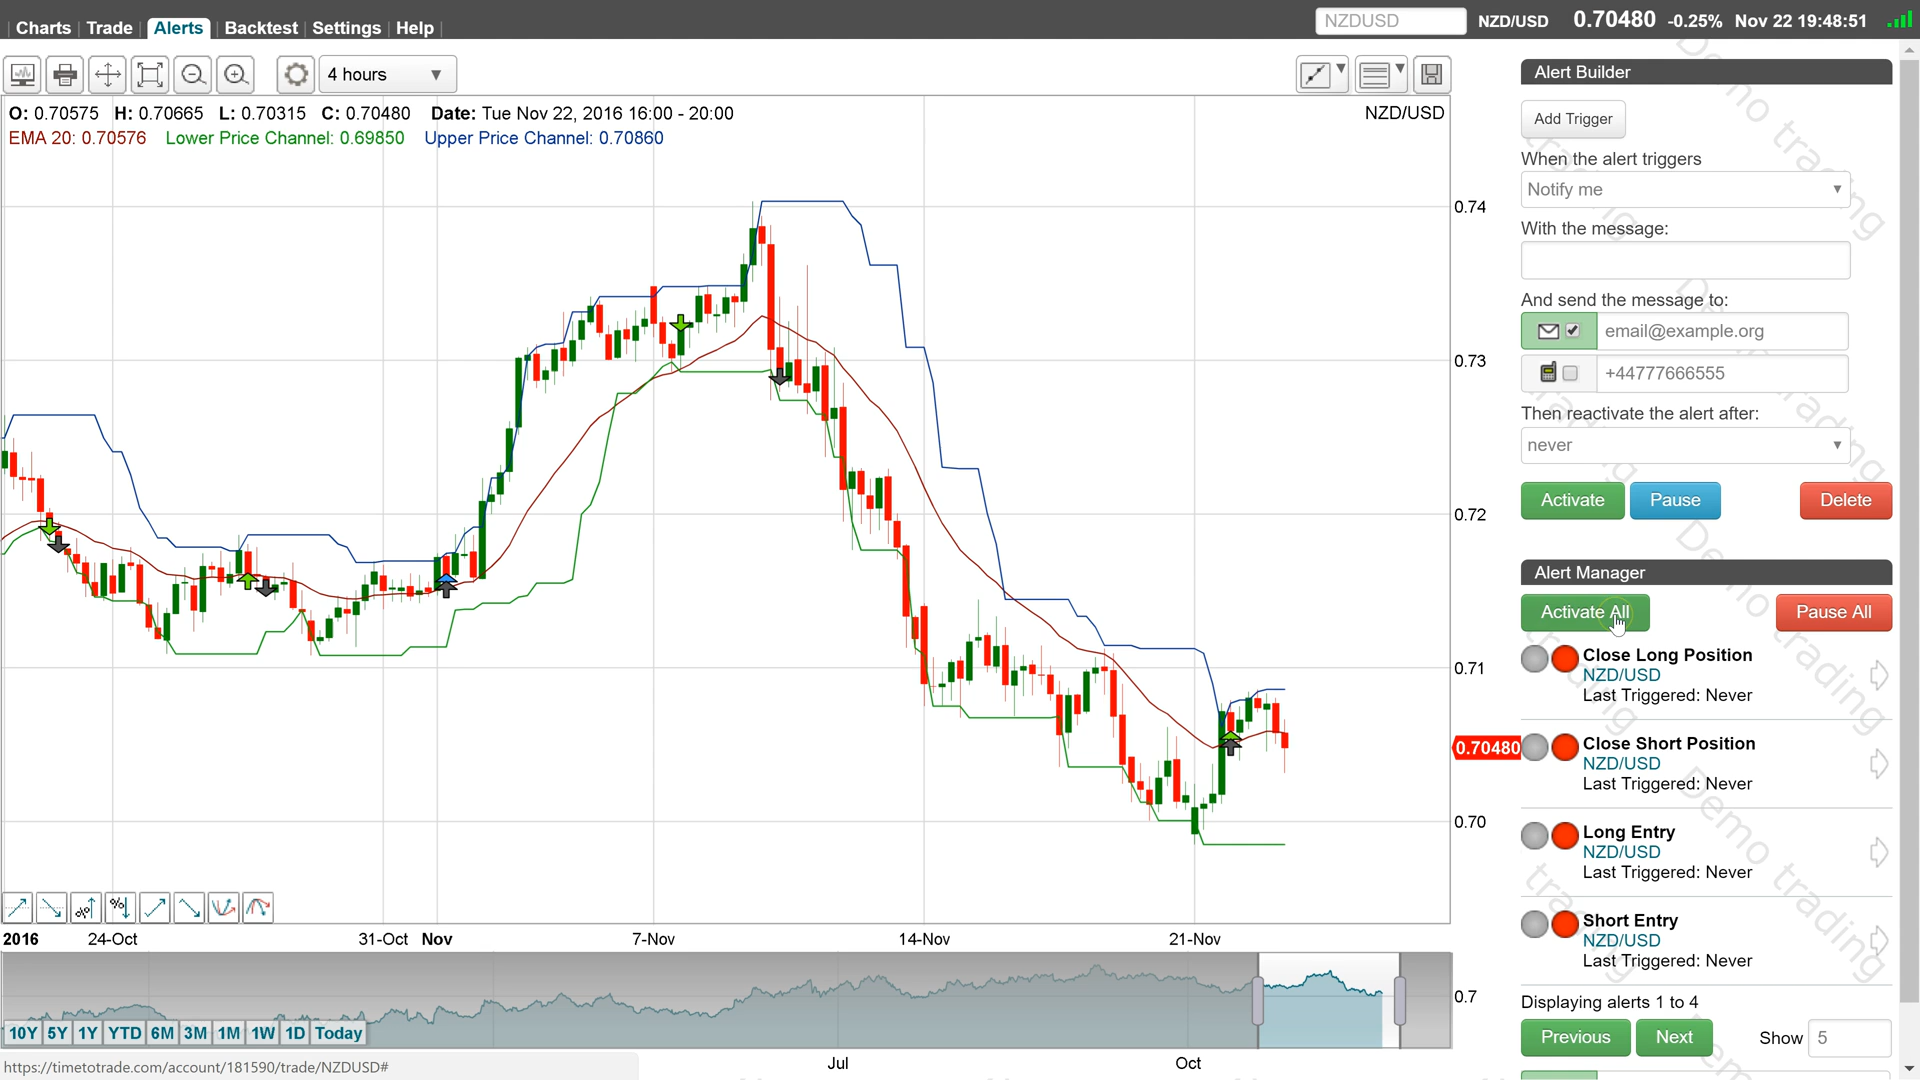 Charts | Trade | Alerts | Backtest | Settings | Help |
NZDUSD
NZD/USD 0.70480 -0.25% Nov 22 19:48:51
4 hours
O: 0.70575 H: 0.70665 L: 0.70315 C: 0.70480 Date: Tue Nov 22, 2016 16:00 - 20:00
NZD/USD
EMA 20: 0.70576 Lower Price Channel: 0.69850 Upper Price Channel: 0.70860
0.74
0.73
0.72
0.71
0.70480
0.70
2016 24-Oct 31-Oct Nov 7-Nov 14-Nov 21-Nov
0.7
10Y 5Y 1Y YTD 6M 3M 1M 1W 1D Today
Jul Oct
https://timetotrade.com/account/181590/trade/NZDUSD#
Alert Builder
Add Trigger
When the alert triggers
Notify me
With the message:
And send the message to:
email@example.org
+44777666555
Then reactivate the alert after:
never
Activate Pause Delete
Alert Manager
Activate All Pause All
Close Long Position
NZD/USD
Last Triggered: Never
Close Short Position
NZD/USD
Last Triggered: Never
Long Entry
NZD/USD
Last Triggered: Never
Short Entry
NZD/USD
Last Triggered: Never
Displaying alerts 1 to 4
Previous Next Show 5
Demo trading
Demo trading